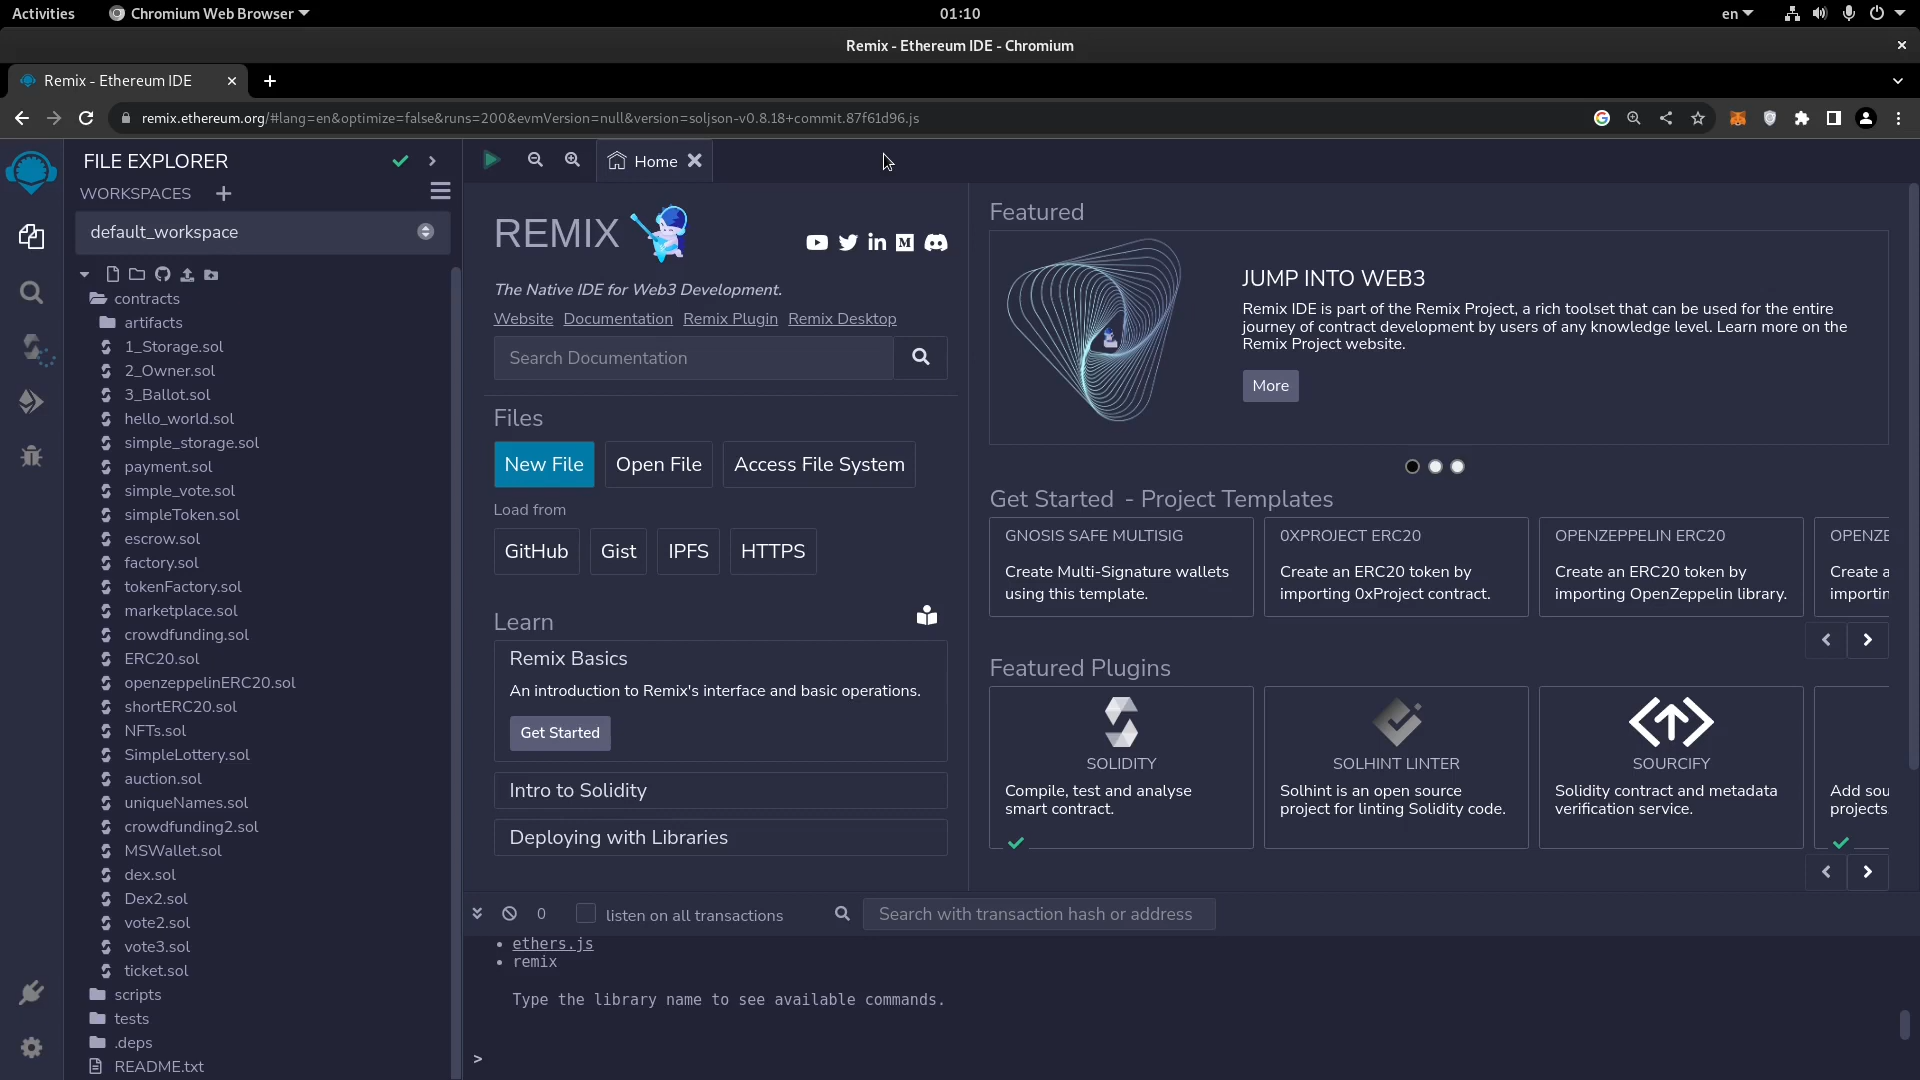 Activities
Chromium Web Browser
01:10
en
Remix - Ethereum IDE - Chromium
Remix - Ethereum IDE
remix.ethereum.org/#lang=en&optimize=false&runs=200&evmVersion=null&version=soljson-v0.8.18+commit.87f61d96.js
FILE EXPLORER
WORKSPACES
default_workspace
contracts
artifacts
1_Storage.sol
2_Owner.sol
3_Ballot.sol
hello_world.sol
simple_storage.sol
payment.sol
simple_vote.sol
simpleToken.sol
escrow.sol
factory.sol
tokenFactory.sol
marketplace.sol
crowdfunding.sol
ERC20.sol
openzeppelinERC20.sol
shortERC20.sol
NFTs.sol
SimpleLottery.sol
auction.sol
uniqueNames.sol
crowdfunding2.sol
MSWallet.sol
dex.sol
Dex2.sol
vote2.sol
vote3.sol
ticket.sol
scripts
tests
.deps
README.txt
Home
REMIX
The Native IDE for Web3 Development.
Website Documentation Remix Plugin Remix Desktop
Search Documentation
Files
New File Open File Access File System
Load from
GitHub Gist IPFS HTTPS
Learn
Remix Basics
An introduction to Remix's interface and basic operations.
Get Started
Intro to Solidity
Deploying with Libraries
Featured
JUMP INTO WEB3
Remix IDE is part of the Remix Project, a rich toolset that can be used for the entire
journey of contract development by users of any knowledge level. Learn more on the
Remix Project website.
More
Get Started - Project Templates
GNOSIS SAFE MULTISIG
Create Multi-Signature wallets
using this template.
0XPROJECT ERC20
Create an ERC20 token by
importing 0xProject contract.
OPENZEPPELIN ERC20
Create an ERC20 token by
importing OpenZeppelin library.
OPENZE
Create a
importin
Featured Plugins
SOLIDITY
Compile, test and analyse
smart contract.
SOLHINT LINTER
Solhint is an open source
project for linting Solidity code.
SOURCIFY
Solidity contract and metadata
verification service.
Add sou
projects
0
listen on all transactions
Search with transaction hash or address
• ethers.js
• remix
Type the library name to see available commands.
>